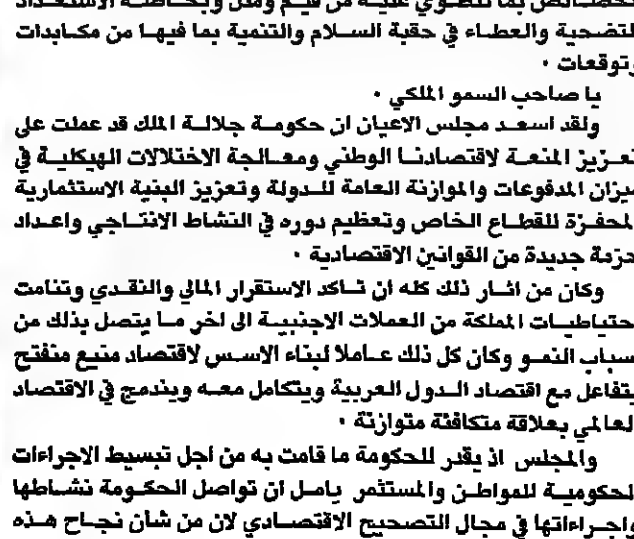 لخصائص بما تنطوي عليه من قيم ومثل وبخاصة الاستعداد
للتضحية والعطاء في حقبة السلام والتنمية بما فيها من مكابدات
وتوقعات .
يا صاحب السمو الملكي .
ولقد اسعد مجلس الاعيان ان حكومة جلالة الملك قد عملت على
تعزيز المنعة لاقتصادنا الوطني ومعالجة الاختلالات الهيكلية في
ميزان المدفوعات والموازنة العامة للدولة وتعزيز البنية الاستثمارية
المحفزة للقطاع الخاص وتعظيم دوره في النشاط الانتاجي واعداد
حزمة جديدة من القوانين الاقتصادية .
وكان من اثار ذلك كله ان تاكد الاستقرار المالي والنقدي وتنامت
احتياطيات المملكة من العملات الاجنبية الى اخر ما يتصل بذلك من
اسباب النمو وكان كل ذلك عاملا لبناء الاسس لاقتصاد منيع منفتح
يتفاعل مع اقتصاد الدول العربية ويتكامل معه ويندمج في الاقتصاد
العالمي بعلاقة متكافئة متوازنة .
والمجلس اذ يقدر للحكومة ما قامت به من اجل تبسيط الاجراءات
الحكومية للمواطن والمستثمر يامل ان تواصل الحكومة نشاطها
واجراءاتها في مجال التصحيح الاقتصادي لان من شأن نجاح هذه